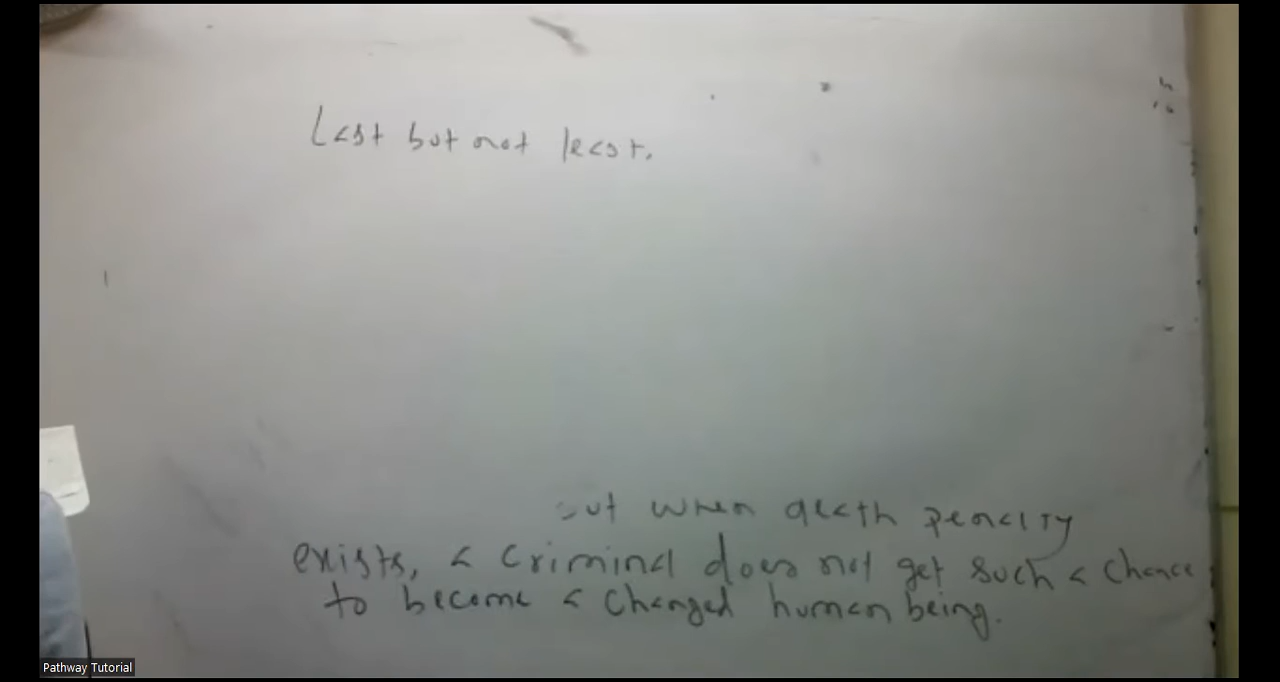 Last but not least.
but when death penalty
exists, a criminal does not get such a chance
to become a changed human being.
Pathway Tutorial